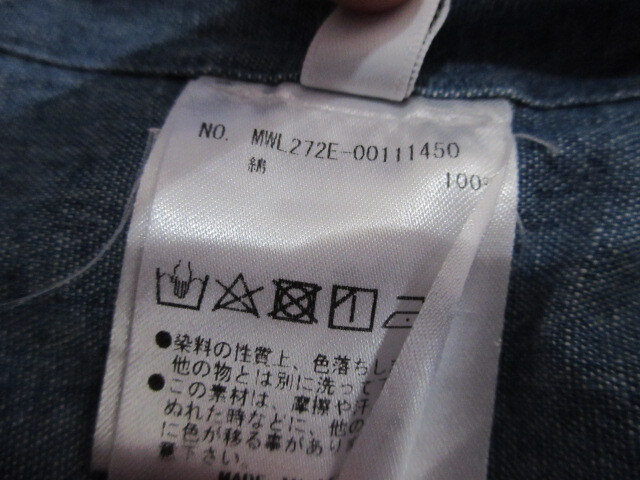 NO. MWL272E-00111450
綿 100
●染料の性質上、色落ちし
他の物とは別に洗って
●この素材は、摩擦や汗
ぬれた時などに、他の
に色が移る事があり
意下さい。